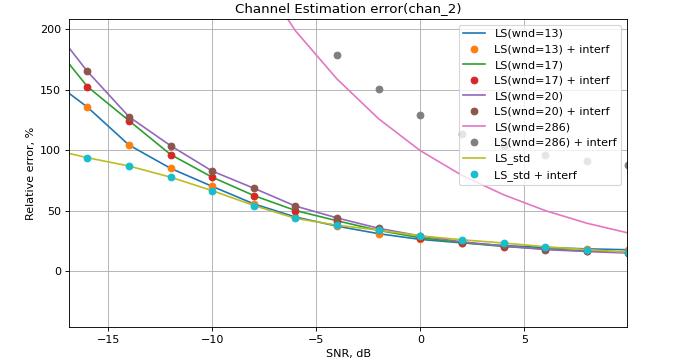 Channel Estimation error(chan_2)
200
150
100
50
0
Relative error, %
−15
−10
−5
0
5
SNR, dB
LS(wnd=13)
LS(wnd=13) + interf
LS(wnd=17)
LS(wnd=17) + interf
LS(wnd=20)
LS(wnd=20) + interf
LS(wnd=286)
LS(wnd=286) + interf
LS_std
LS_std + interf